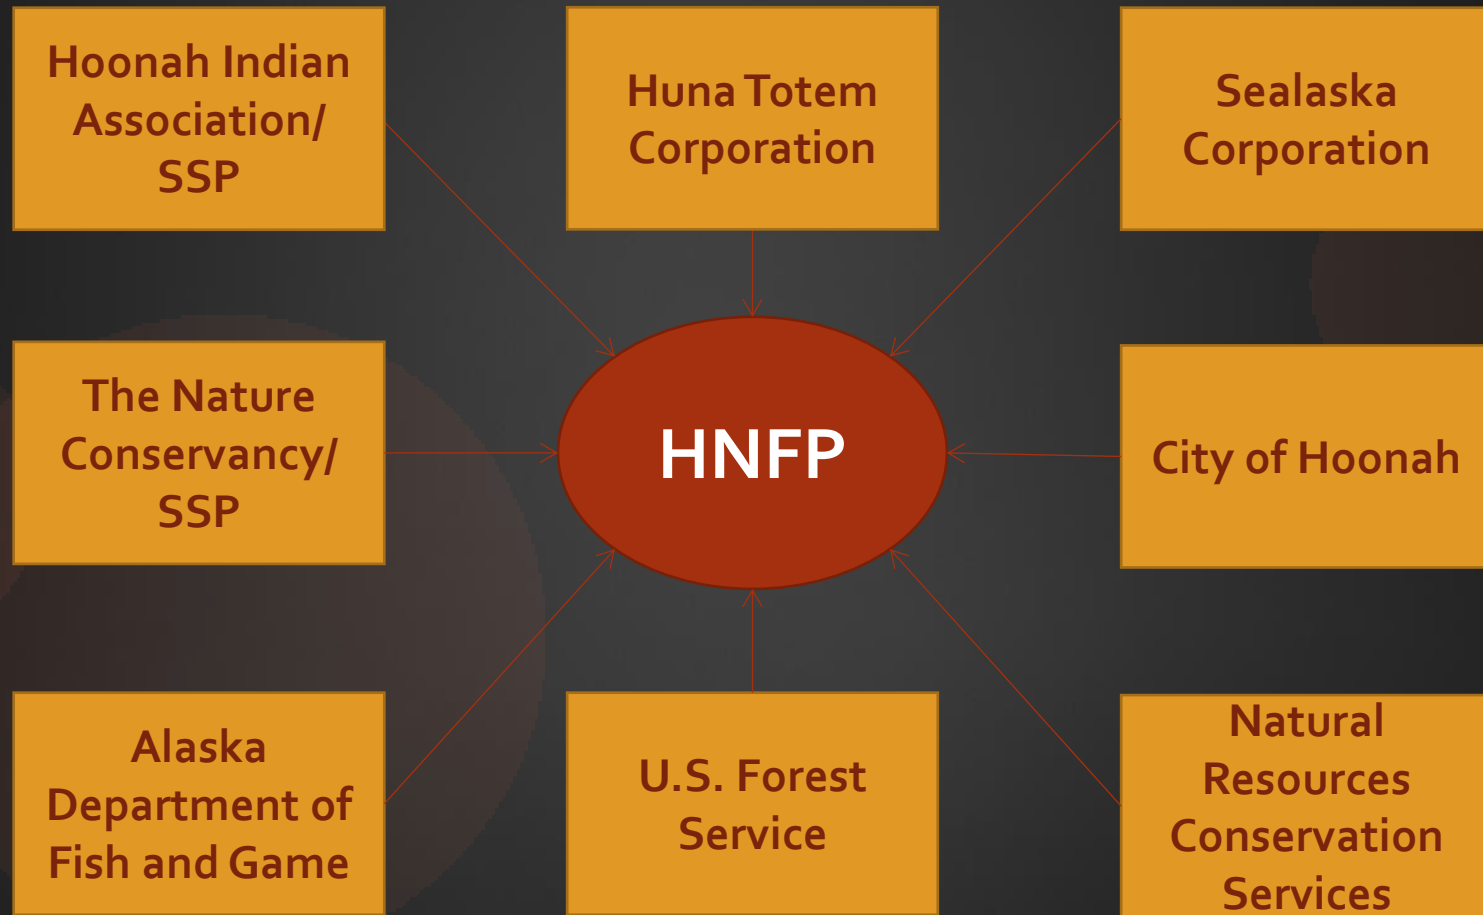 Hoonah Indian
Association/
SSP
Huna Totem
Corporation
Sealaska
Corporation
The Nature
Conservancy/
SSP
HNFP
City of Hoonah
Alaska
Department of
Fish and Game
U.S. Forest
Service
Natural
Resources
Conservation
Services